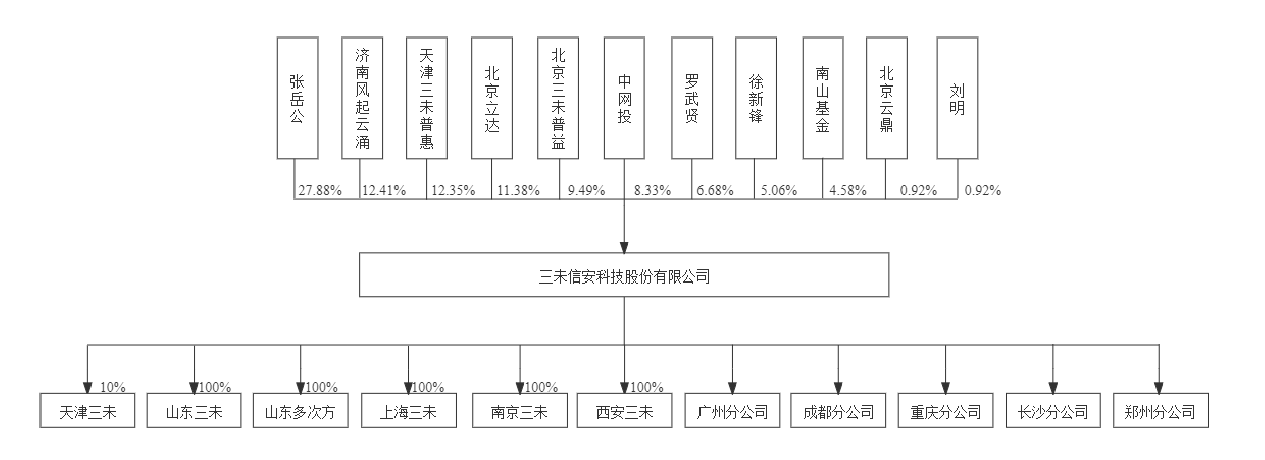 张岳公
济南风起云涌
天津三未普惠
北京立达
北京三未普益
中网投
罗武贤
徐新锋
南山基金
北京云鼎
刘明
27.88%
12.41%
12.35%
11.38%
9.49%
8.33%
6.68%
5.06%
4.58%
0.92%
0.92%
三未信安科技股份有限公司
10%
100%
100%
100%
100%
100%
天津三未
山东三未
山东多次方
上海三未
南京三未
西安三未
广州分公司
成都分公司
重庆分公司
长沙分公司
郑州分公司